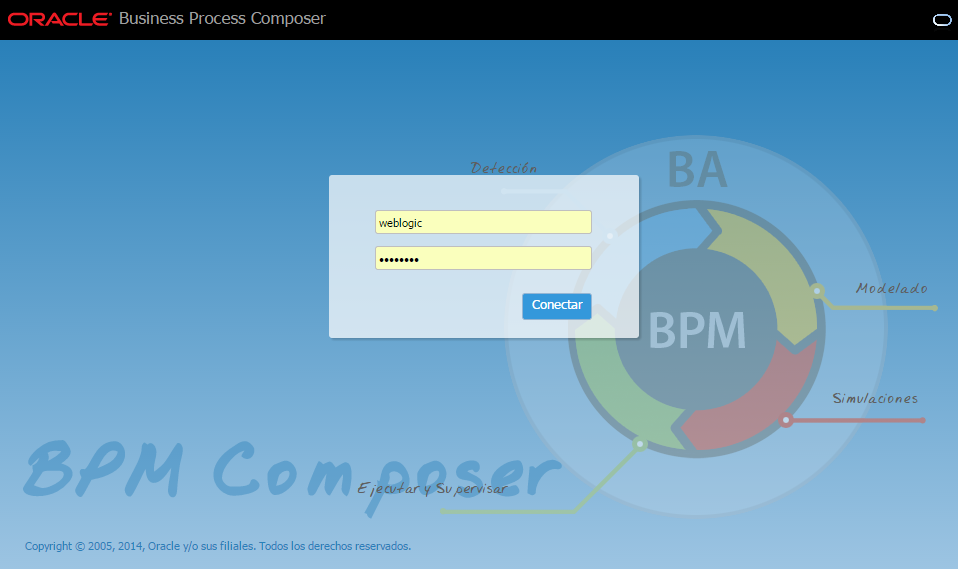 ORACLE Business Process Composer
Detección
BA
weblogic
••••••••
Conectar
Modelado
BPM
Simulaciones
BPM Composer
Ejecutar y Supervisar
Copyright © 2005, 2014, Oracle y/o sus filiales. Todos los derechos reservados.